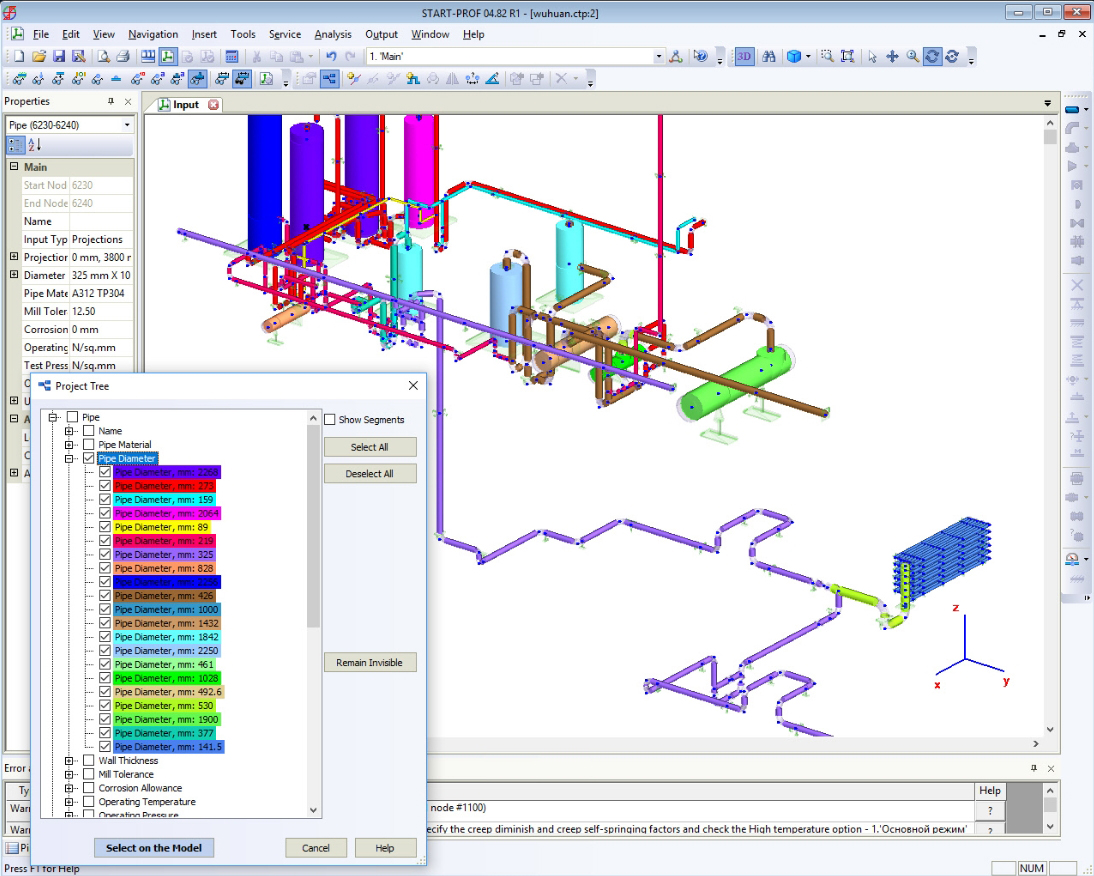 START-PROF 04.82 R1 - [wuhuan.ctp:2]
File Edit View Navigation Insert Tools Service Analysis Output Window Help
1. 'Main'
3D
Properties
Input
Pipe (6230-6240)
Main
Start Nod 6230
End Node 6240
Name
Input Typ Projections
Projection 0 mm, 3800 r
Diameter 325 mm X 10
Pipe Mate A312 TP304
Mill Toler 12.50
Corrosion 0 mm
Operating N/sq.mm
Test Press N/sq.mm
Project Tree
Pipe
Name
Pipe Material
Pipe Diameter
Pipe Diameter, mm: 2268
Pipe Diameter, mm: 273
Pipe Diameter, mm: 159
Pipe Diameter, mm: 2064
Pipe Diameter, mm: 89
Pipe Diameter, mm: 219
Pipe Diameter, mm: 325
Pipe Diameter, mm: 828
Pipe Diameter, mm: 426
Pipe Diameter, mm: 1000
Pipe Diameter, mm: 1432
Pipe Diameter, mm: 1842
Pipe Diameter, mm: 2250
Pipe Diameter, mm: 461
Pipe Diameter, mm: 1028
Pipe Diameter, mm: 492.6
Pipe Diameter, mm: 530
Pipe Diameter, mm: 1900
Pipe Diameter, mm: 377
Pipe Diameter, mm: 141.5
Wall Thickness
Mill Tolerance
Corrosion Allowance
Operating Temperature
Operating Pressure
Show Segments
Select All
Deselect All
Remain Invisible
Select on the Model
Cancel
Help
z
x
y
Error
Ty
Help
Warr
node #1100)
?
Warr
ecify the creep diminish and creep self-springing factors and check the High temperature option - 1.'Основной режим'
?
Pi
Press F1 for Help
NUM